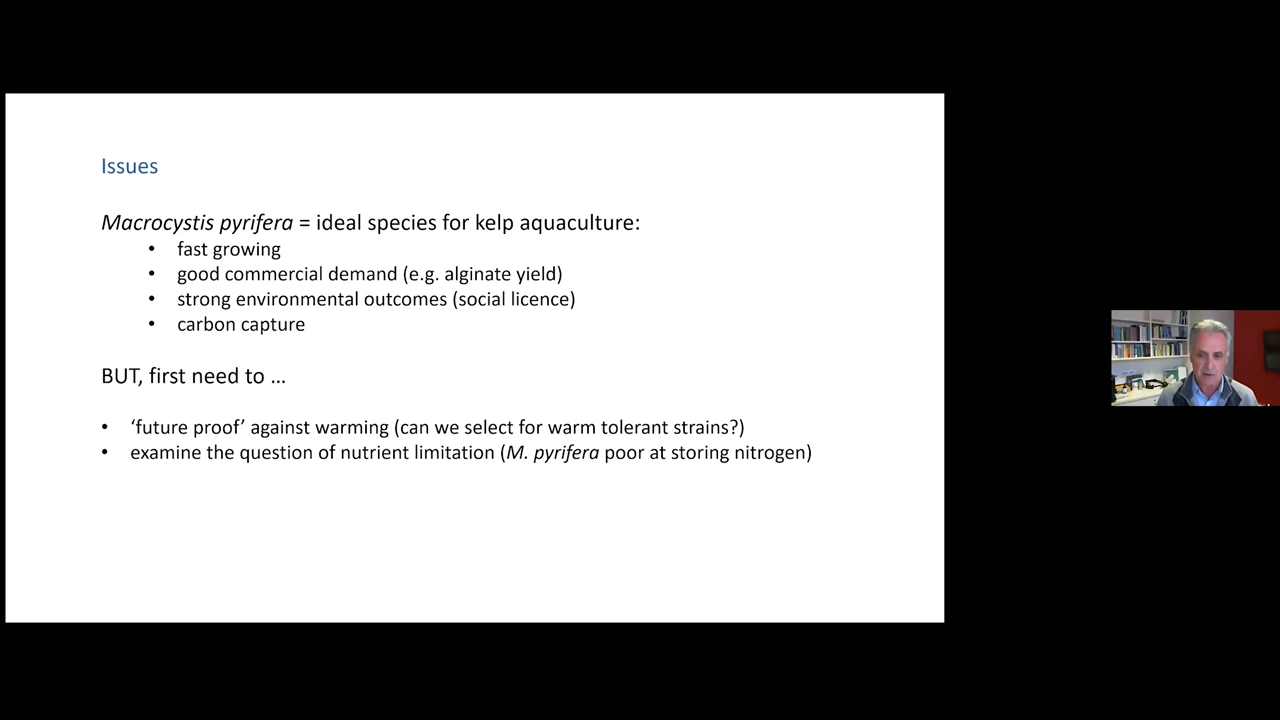 Issues
Macrocystis pyrifera = ideal species for kelp aquaculture:
• fast growing
• good commercial demand (e.g. alginate yield)
• strong environmental outcomes (social licence)
• carbon capture
BUT, first need to …
• ‘future proof’ against warming (can we select for warm tolerant strains?)
• examine the question of nutrient limitation (M. pyrifera poor at storing nitrogen)